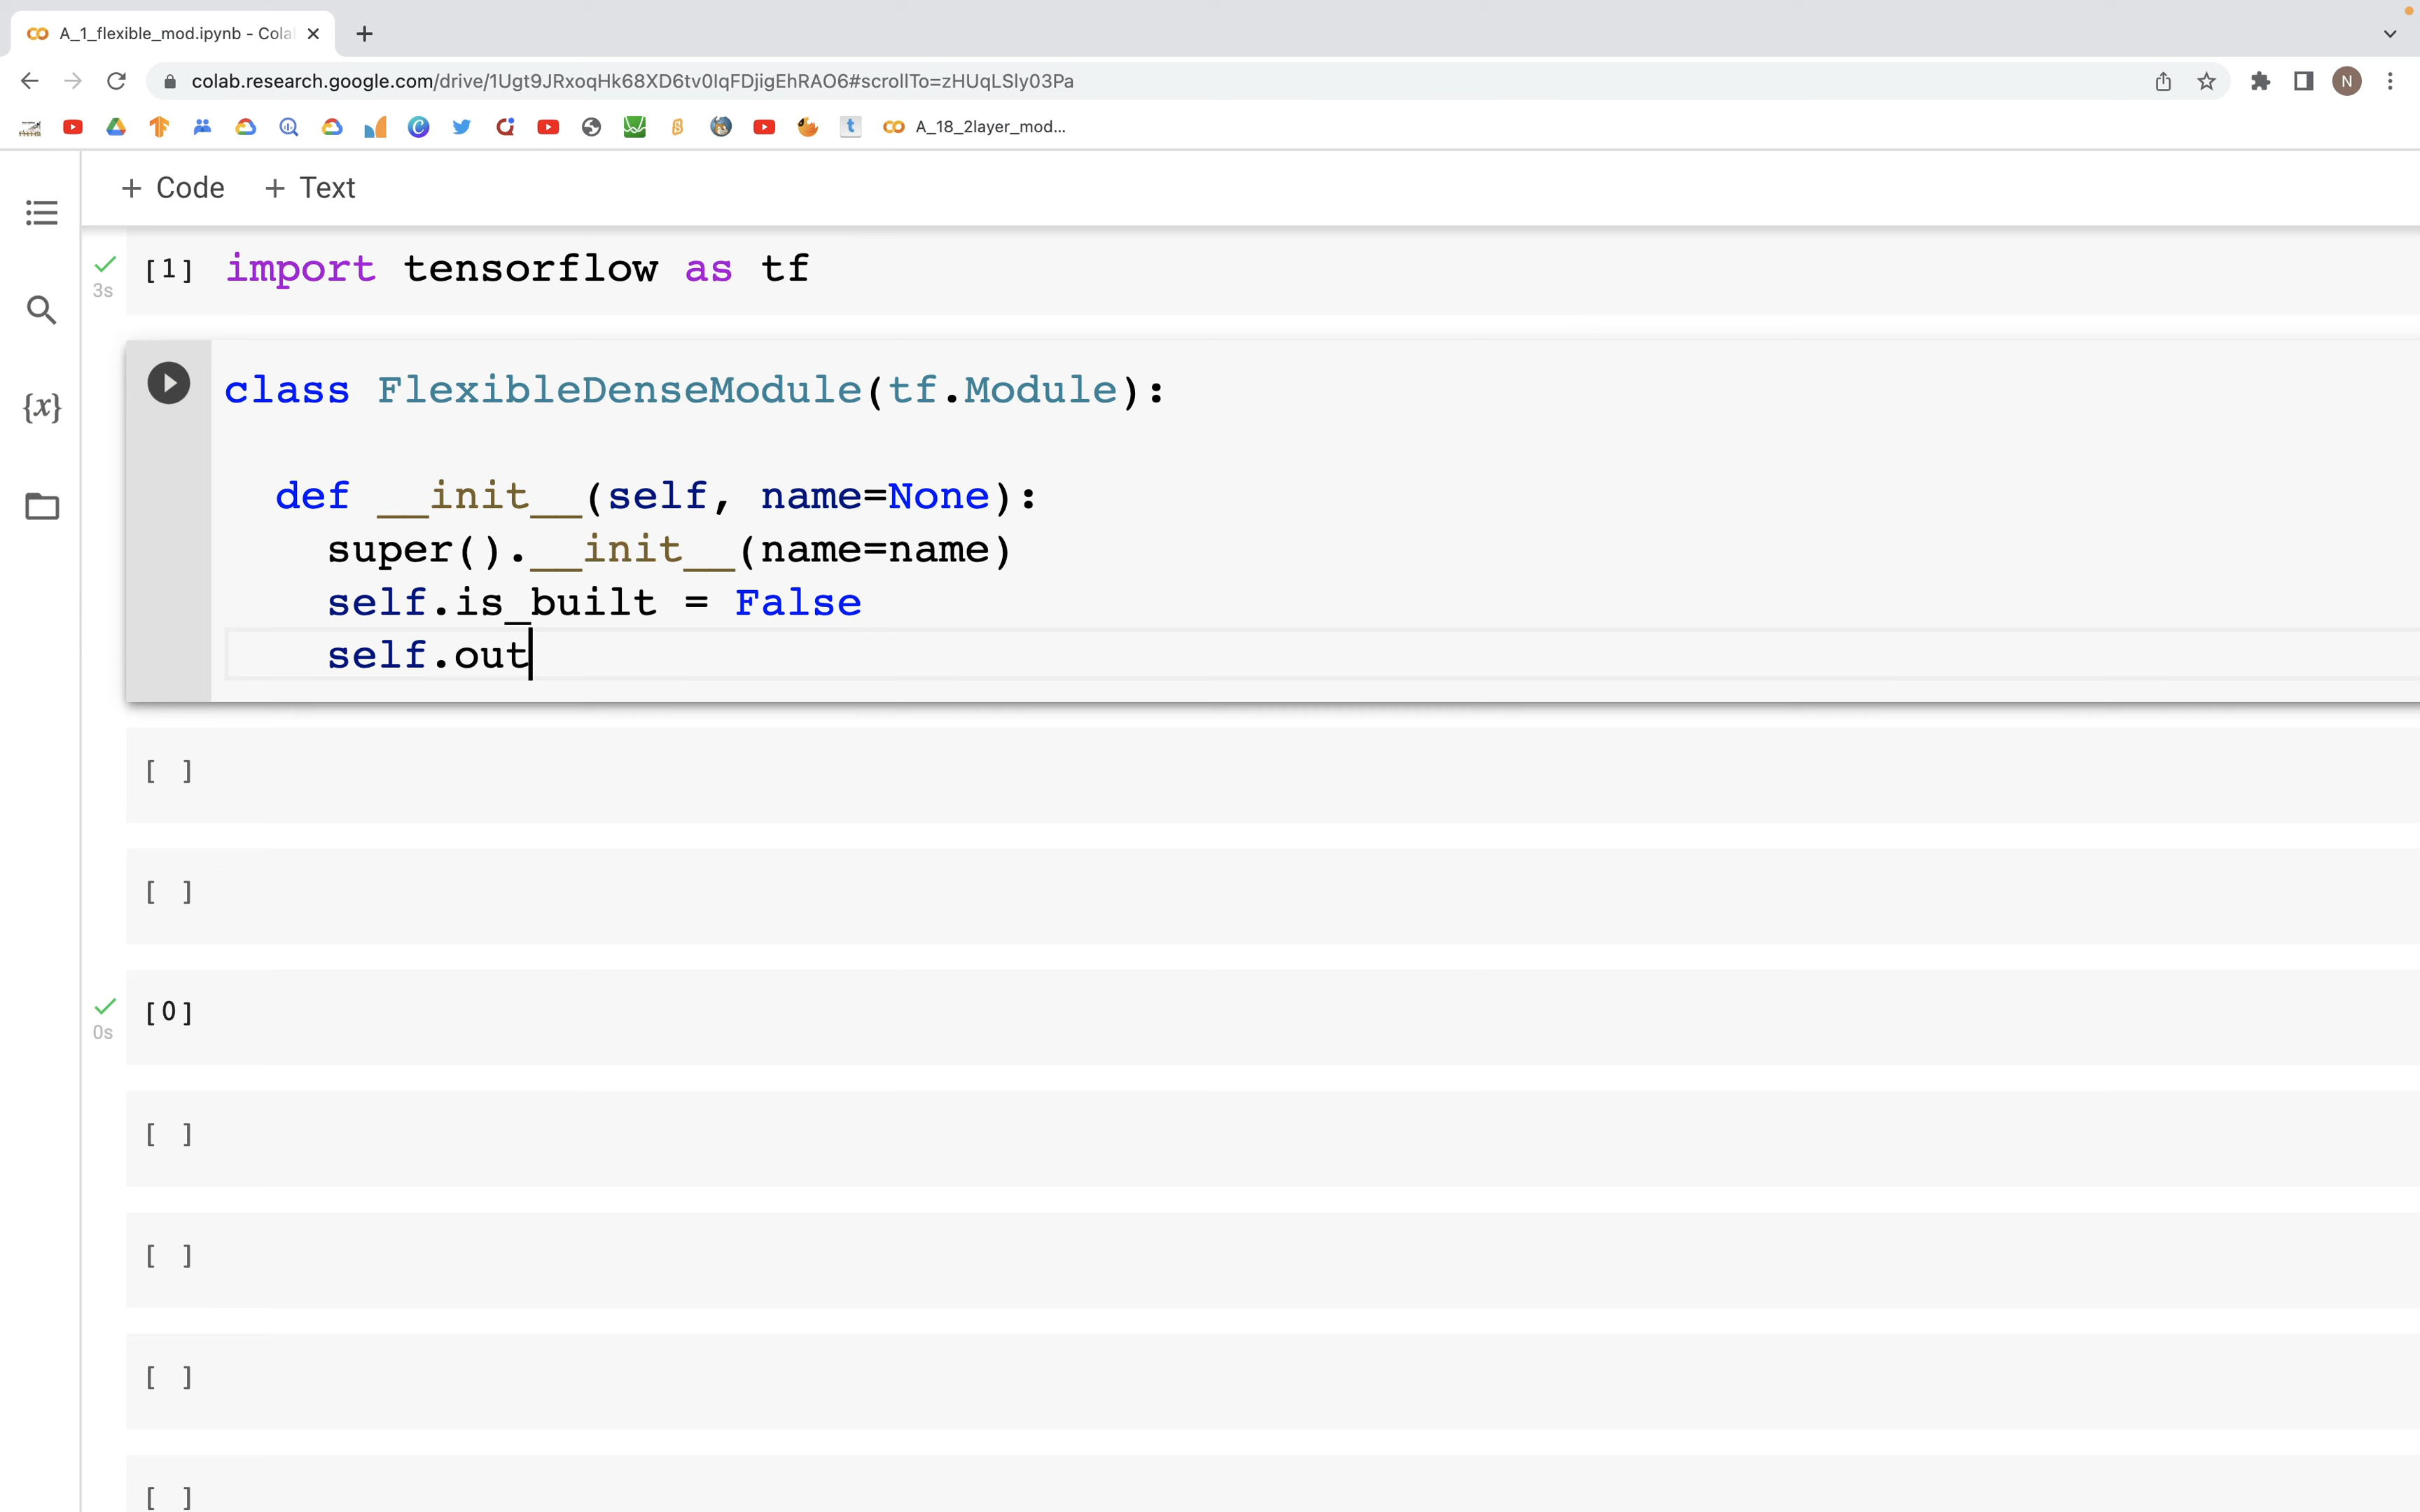 A_1_flexible_mod.ipynb - Cola
colab.research.google.com/drive/1Ugt9JRxoqHk68XD6tv0IqFDjigEhRAO6#scrollTo=zHUqLSly03Pa
N
A_18_2layer_mod...
+ Code + Text
[1] import tensorflow as tf
3s
{x}
class FlexibleDenseModule(tf.Module):
def __init__(self, name=None):
super().__init__(name=name)
self.is_built = False
self.out
[ ]
[ ]
[0]
0s
[ ]
[ ]
[ ]
[ ]